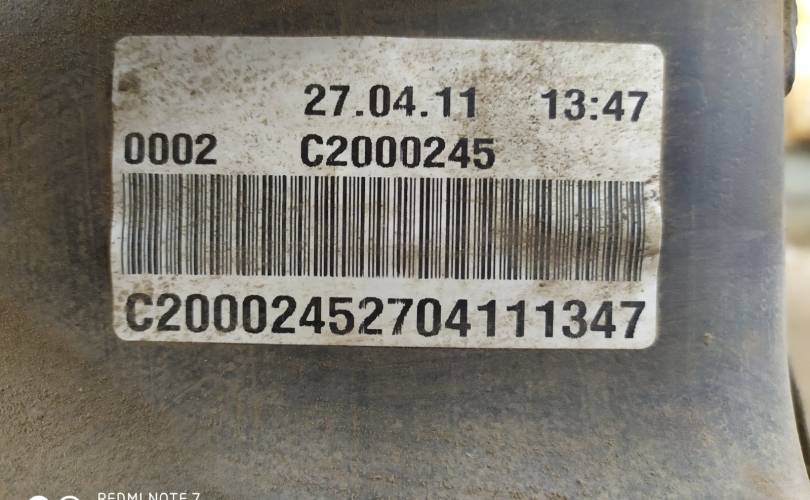 27.04.11 13:47
0002 C2000245
C20002452704111347
REDMI NOTE 7